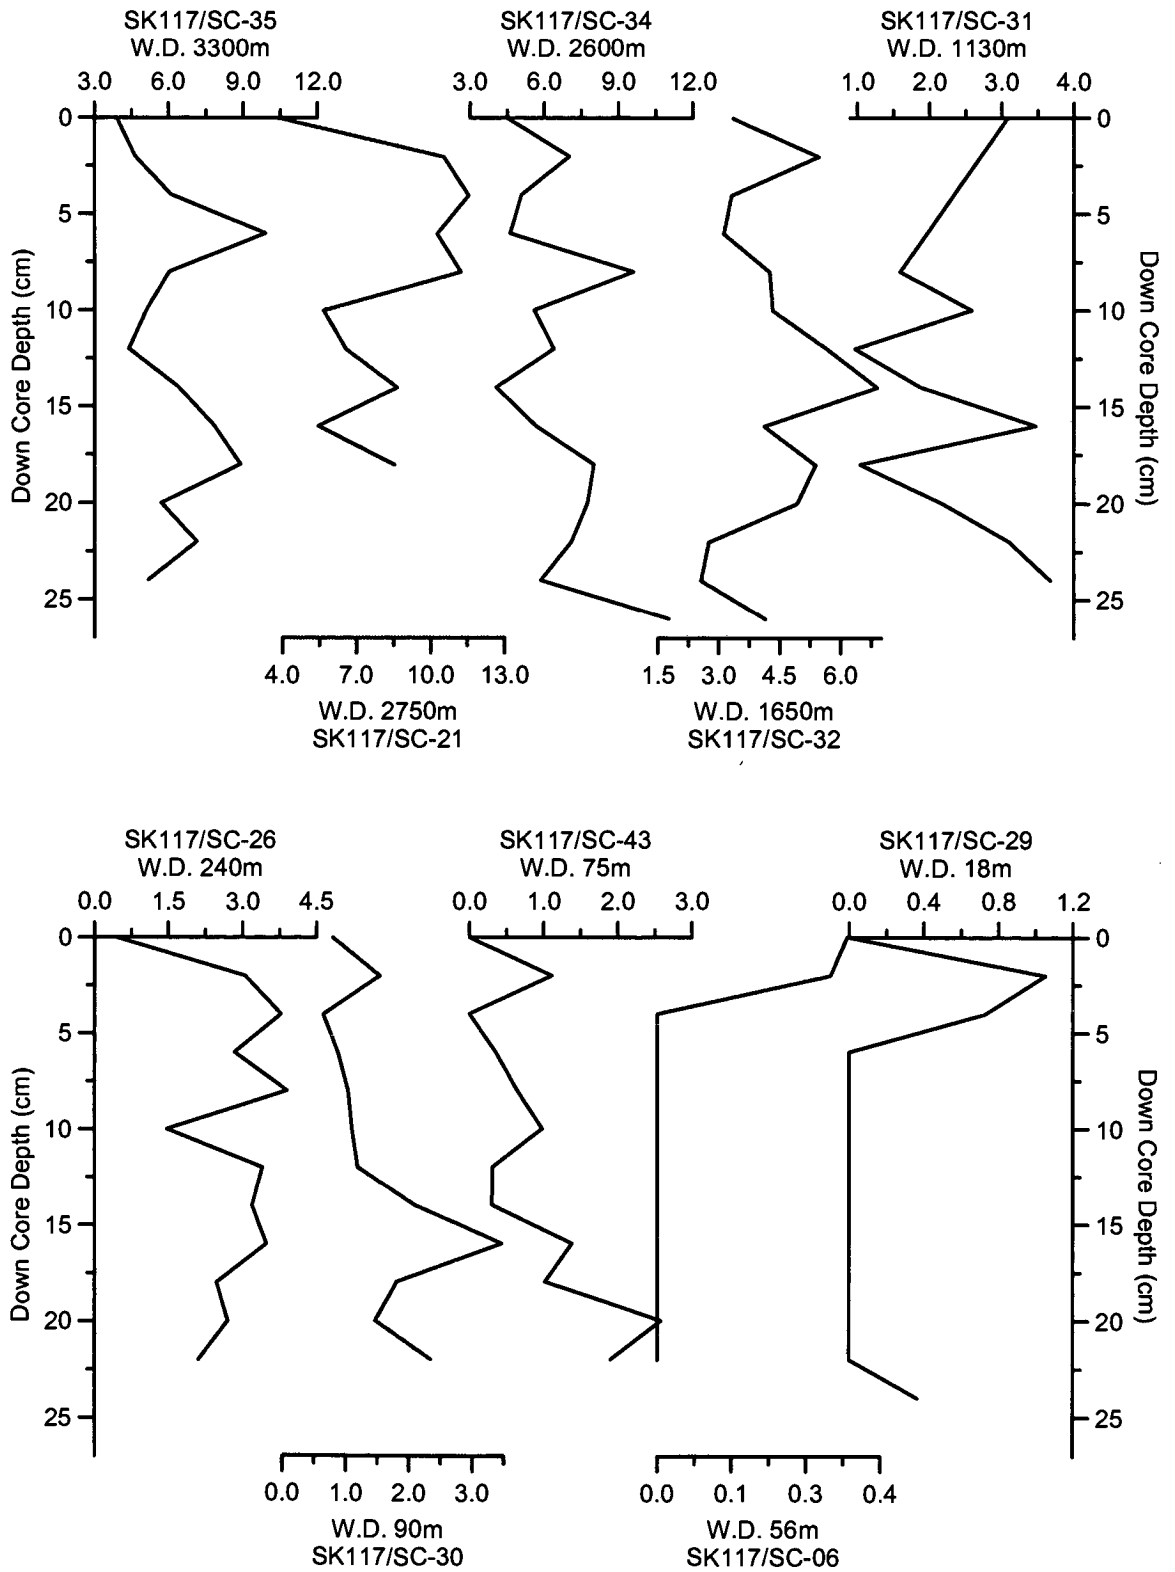 SK117/SC-35 SK117/SC-34 SK117/SC-31
W.D. 3300m W.D. 2600m W.D. 1130m
3.0 6.0 9.0 12.0 3.0 6.0 9.0 12.0 1.0 2.0 3.0 4.0
0 0
5 5
10 10
15 15
20 20
25 25
Down Core Depth (cm)
Down Core Depth (cm)
4.0 7.0 10.0 13.0 1.5 3.0 4.5 6.0
W.D. 2750m W.D. 1650m
SK117/SC-21 SK117/SC-32
SK117/SC-26 SK117/SC-43 SK117/SC-29
W.D. 240m W.D. 75m W.D. 18m
0.0 1.5 3.0 4.5 0.0 1.0 2.0 3.0 0.0 0.4 0.8 1.2
0 0
5 5
10 10
15 15
20 20
25 25
Down Core Depth (cm)
Down Core Depth (cm)
0.0 1.0 2.0 3.0 0.0 0.1 0.3 0.4
W.D. 90m W.D. 56m
SK117/SC-30 SK117/SC-06